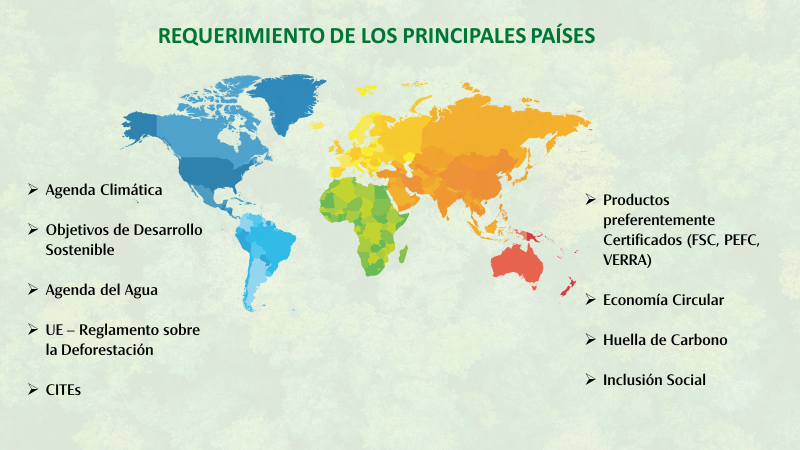 REQUERIMIENTO DE LOS PRINCIPALES PAÍSES
➢ Agenda Climática
➢ Objetivos de Desarrollo
Sostenible
➢ Agenda del Agua
➢ UE – Reglamento sobre
la Deforestación
➢ CITEs
➢ Productos
preferentemente
Certificados (FSC, PEFC,
VERRA)
➢ Economía Circular
➢ Huella de Carbono
➢ Inclusión Social